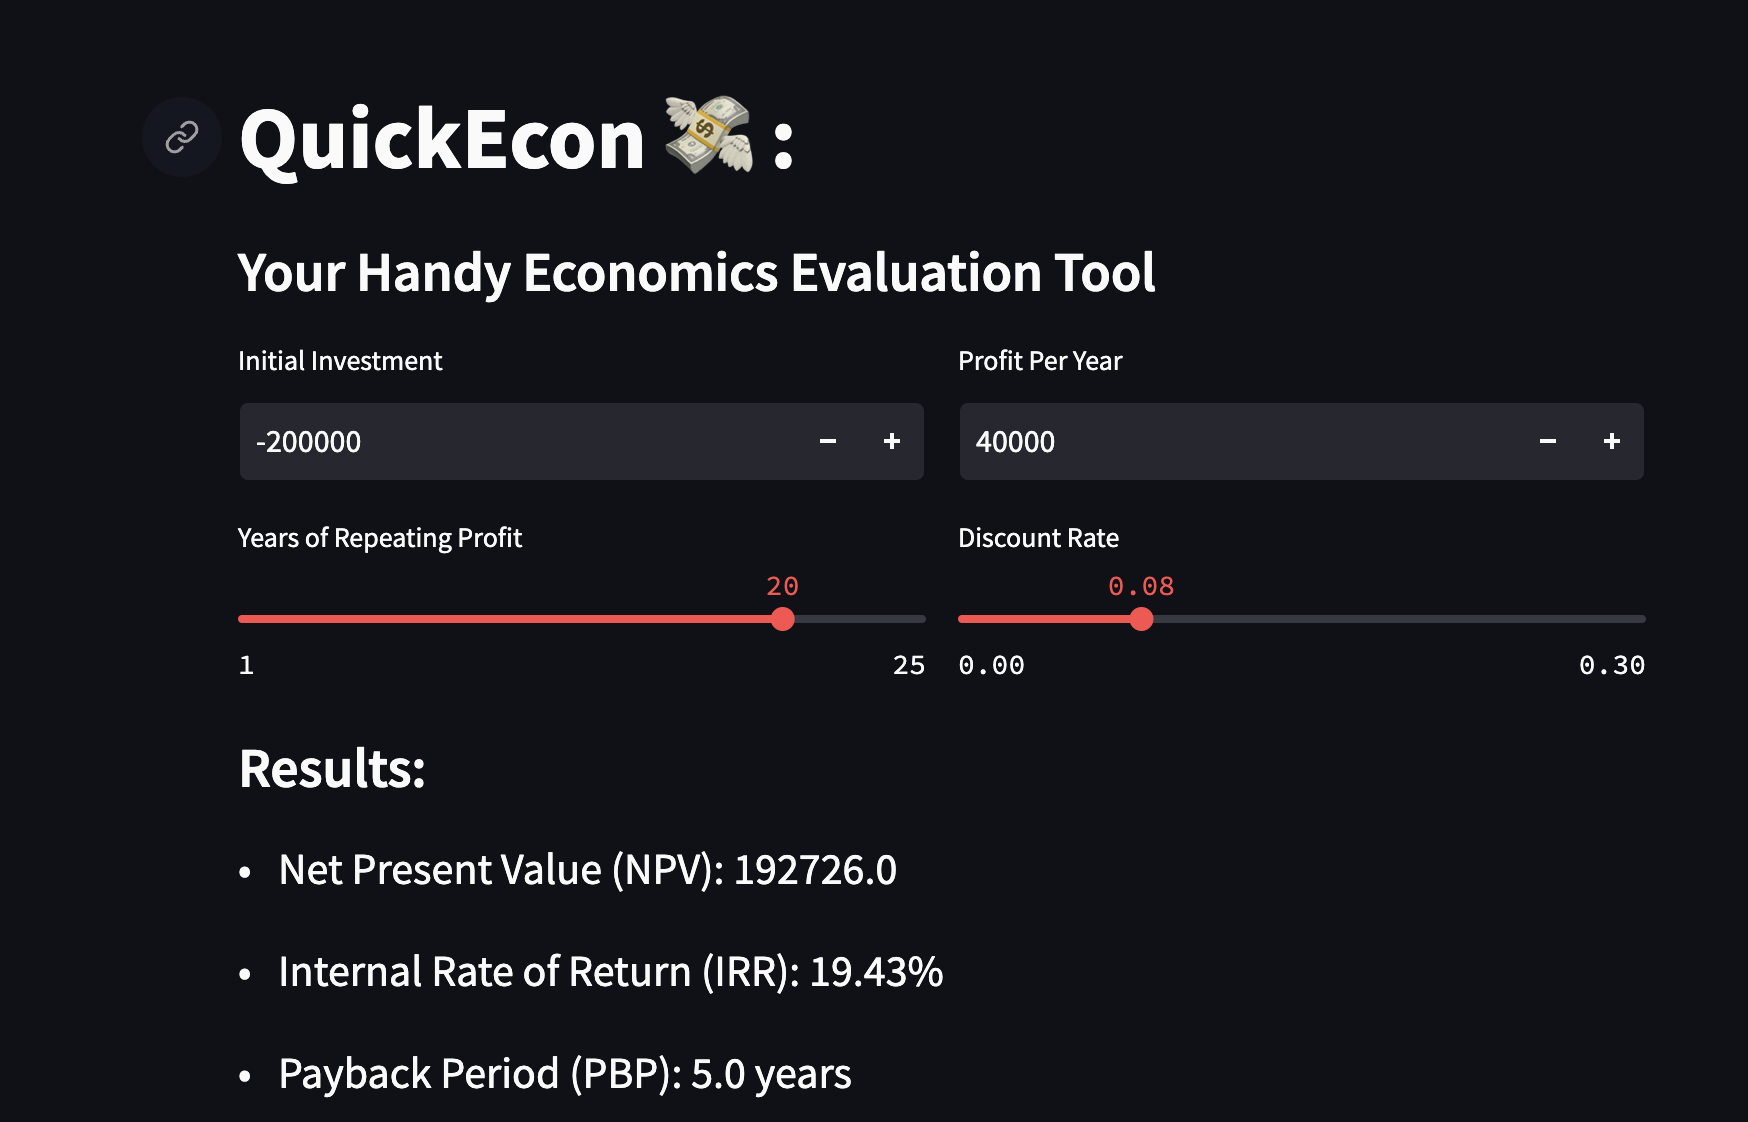 QuickEcon 💸 :
Your Handy Economics Evaluation Tool
Initial Investment
Profit Per Year
-200000
40000
Years of Repeating Profit
Discount Rate
20
0.08
1
25
0.00
0.30
Results:
• Net Present Value (NPV): 192726.0
• Internal Rate of Return (IRR): 19.43%
• Payback Period (PBP): 5.0 years